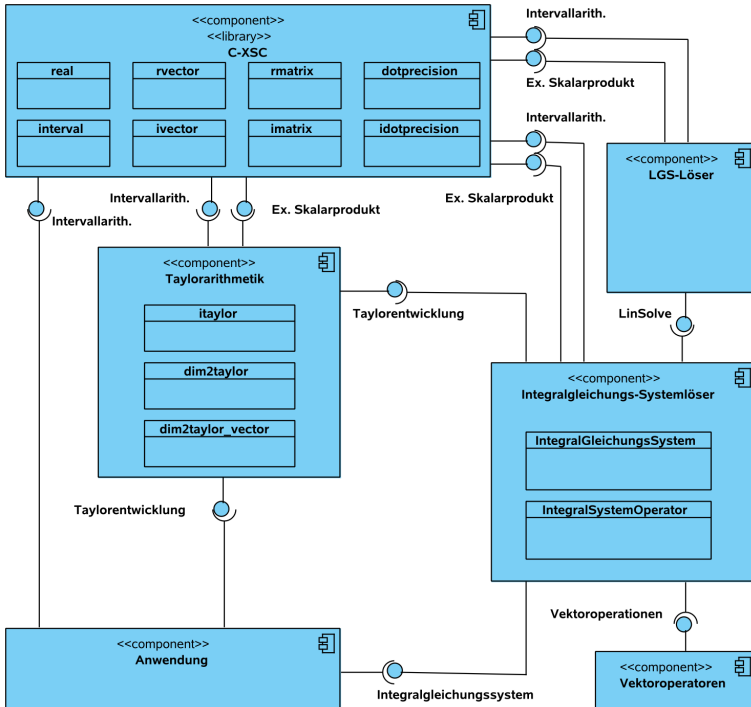 <<component>>
<<library>>
C-XSC
real
rvector
rmatrix
dotprecision
interval
ivector
imatrix
idotprecision
Intervallarith.
Ex. Skalarprodukt
Intervallarith.
Ex. Skalarprodukt
<<component>>
LGS-Löser
Intervallarith.
Intervallarith.
Ex. Skalarprodukt
<<component>>
Taylorarithmetik
itaylor
dim2taylor
dim2taylor_vector
Taylorentwicklung
LinSolve
<<component>>
Integralgleichungs-Systemlöser
IntegralGleichungsSystem
IntegralSystemOperator
Taylorentwicklung
Vektoroperationen
<<component>>
Anwendung
Integralgleichungssystem
<<component>>
Vektoroperatoren